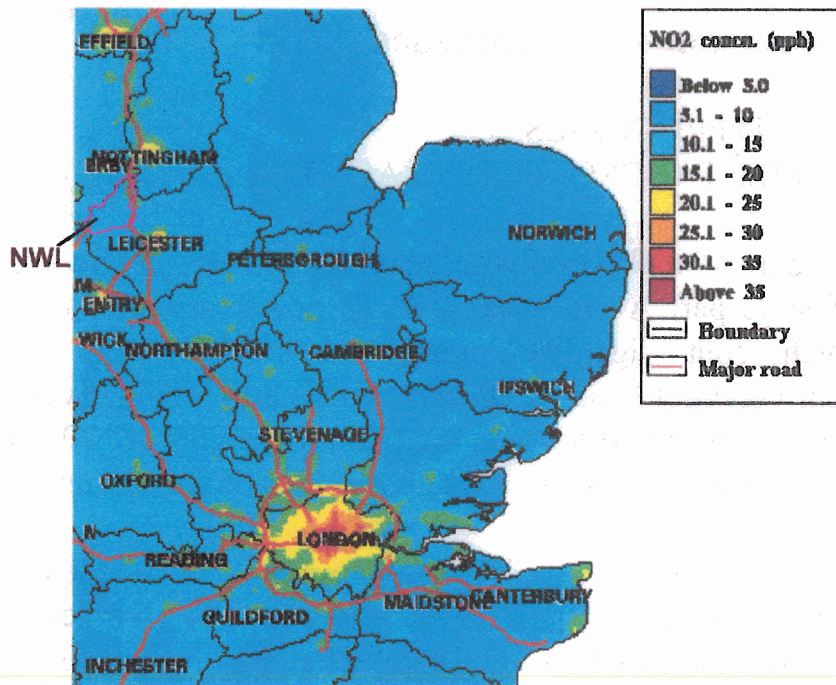 EFFIELD
NOTTINGHAM
ERBY
NWL
LEICESTER
PETERBOROUGH
NORWICH
M
ENTRY
WICK
NORTHAMPTON
CAMBRIDGE
IPSWICH
STEVENAGE
OXFORD
N
LONDON
READING
MAIDSTONE
CANTERBURY
GUILDFORD
INCHESTER
NO2 concn. (ppb)
Below 5.0
5.1 - 10
10.1 - 15
15.1 - 20
20.1 - 25
25.1 - 30
30.1 - 35
Above 35
Boundary
Major road